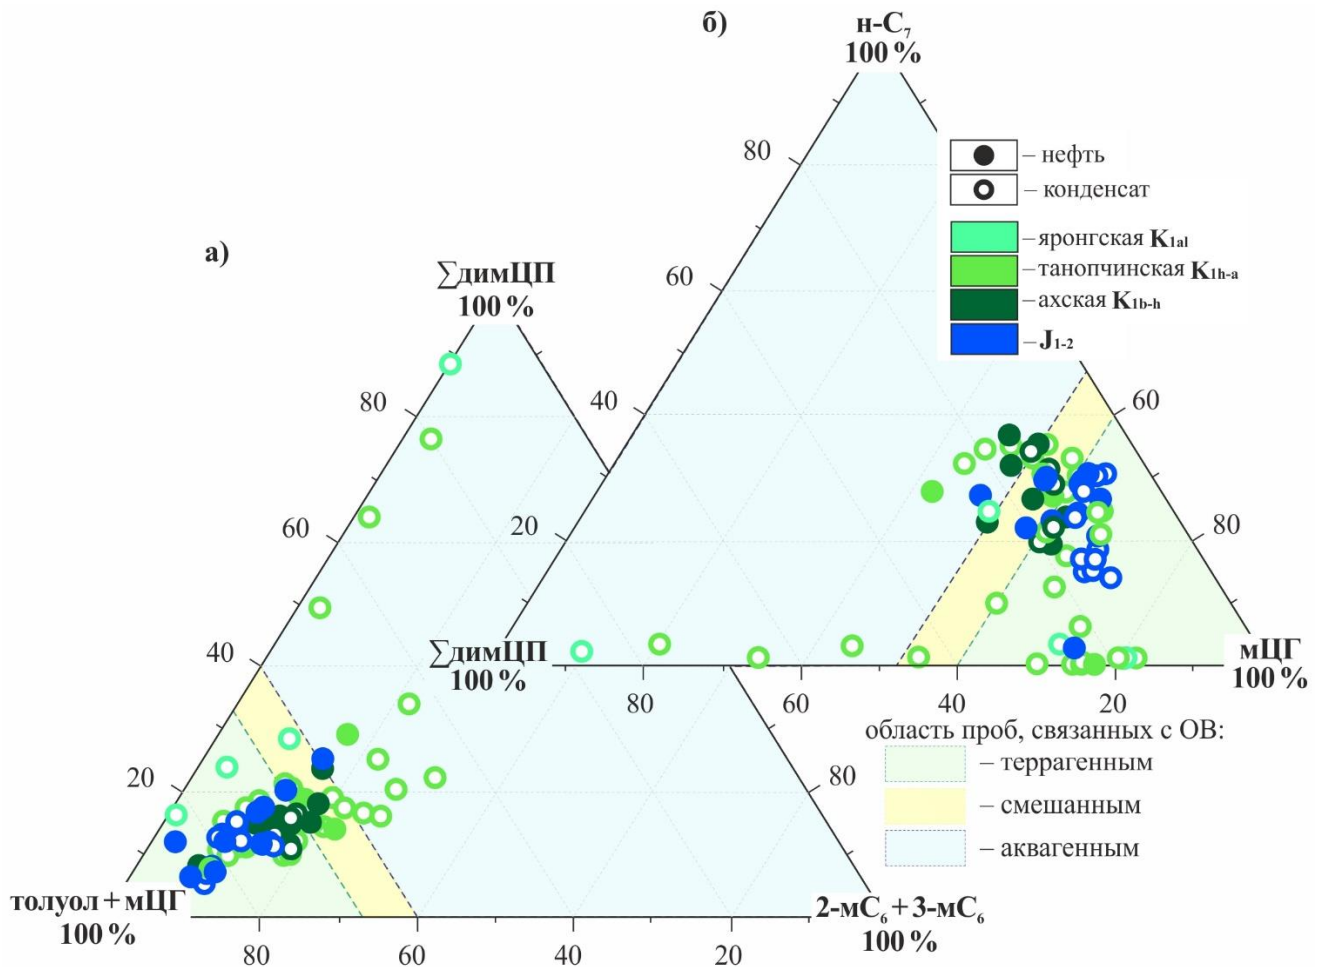 б)
н-C₇
100 %
80
60
40
20
– нефть
– конденсат
– яронгская K1al
– танопчинская K1h-a
– ахская K1b-h
– J1-2
60
80
мЦГ
100 %
∑димЦП
100 %
80
60
40
20
а)
∑димЦП
100 %
80
60
40
20
толуол + мЦГ
100 %
80
60
40
20
2-мC₆ + 3-мC₆
100 %
80
область проб, связанных с ОВ:
– террагенным
– смешанным
– аквагенным